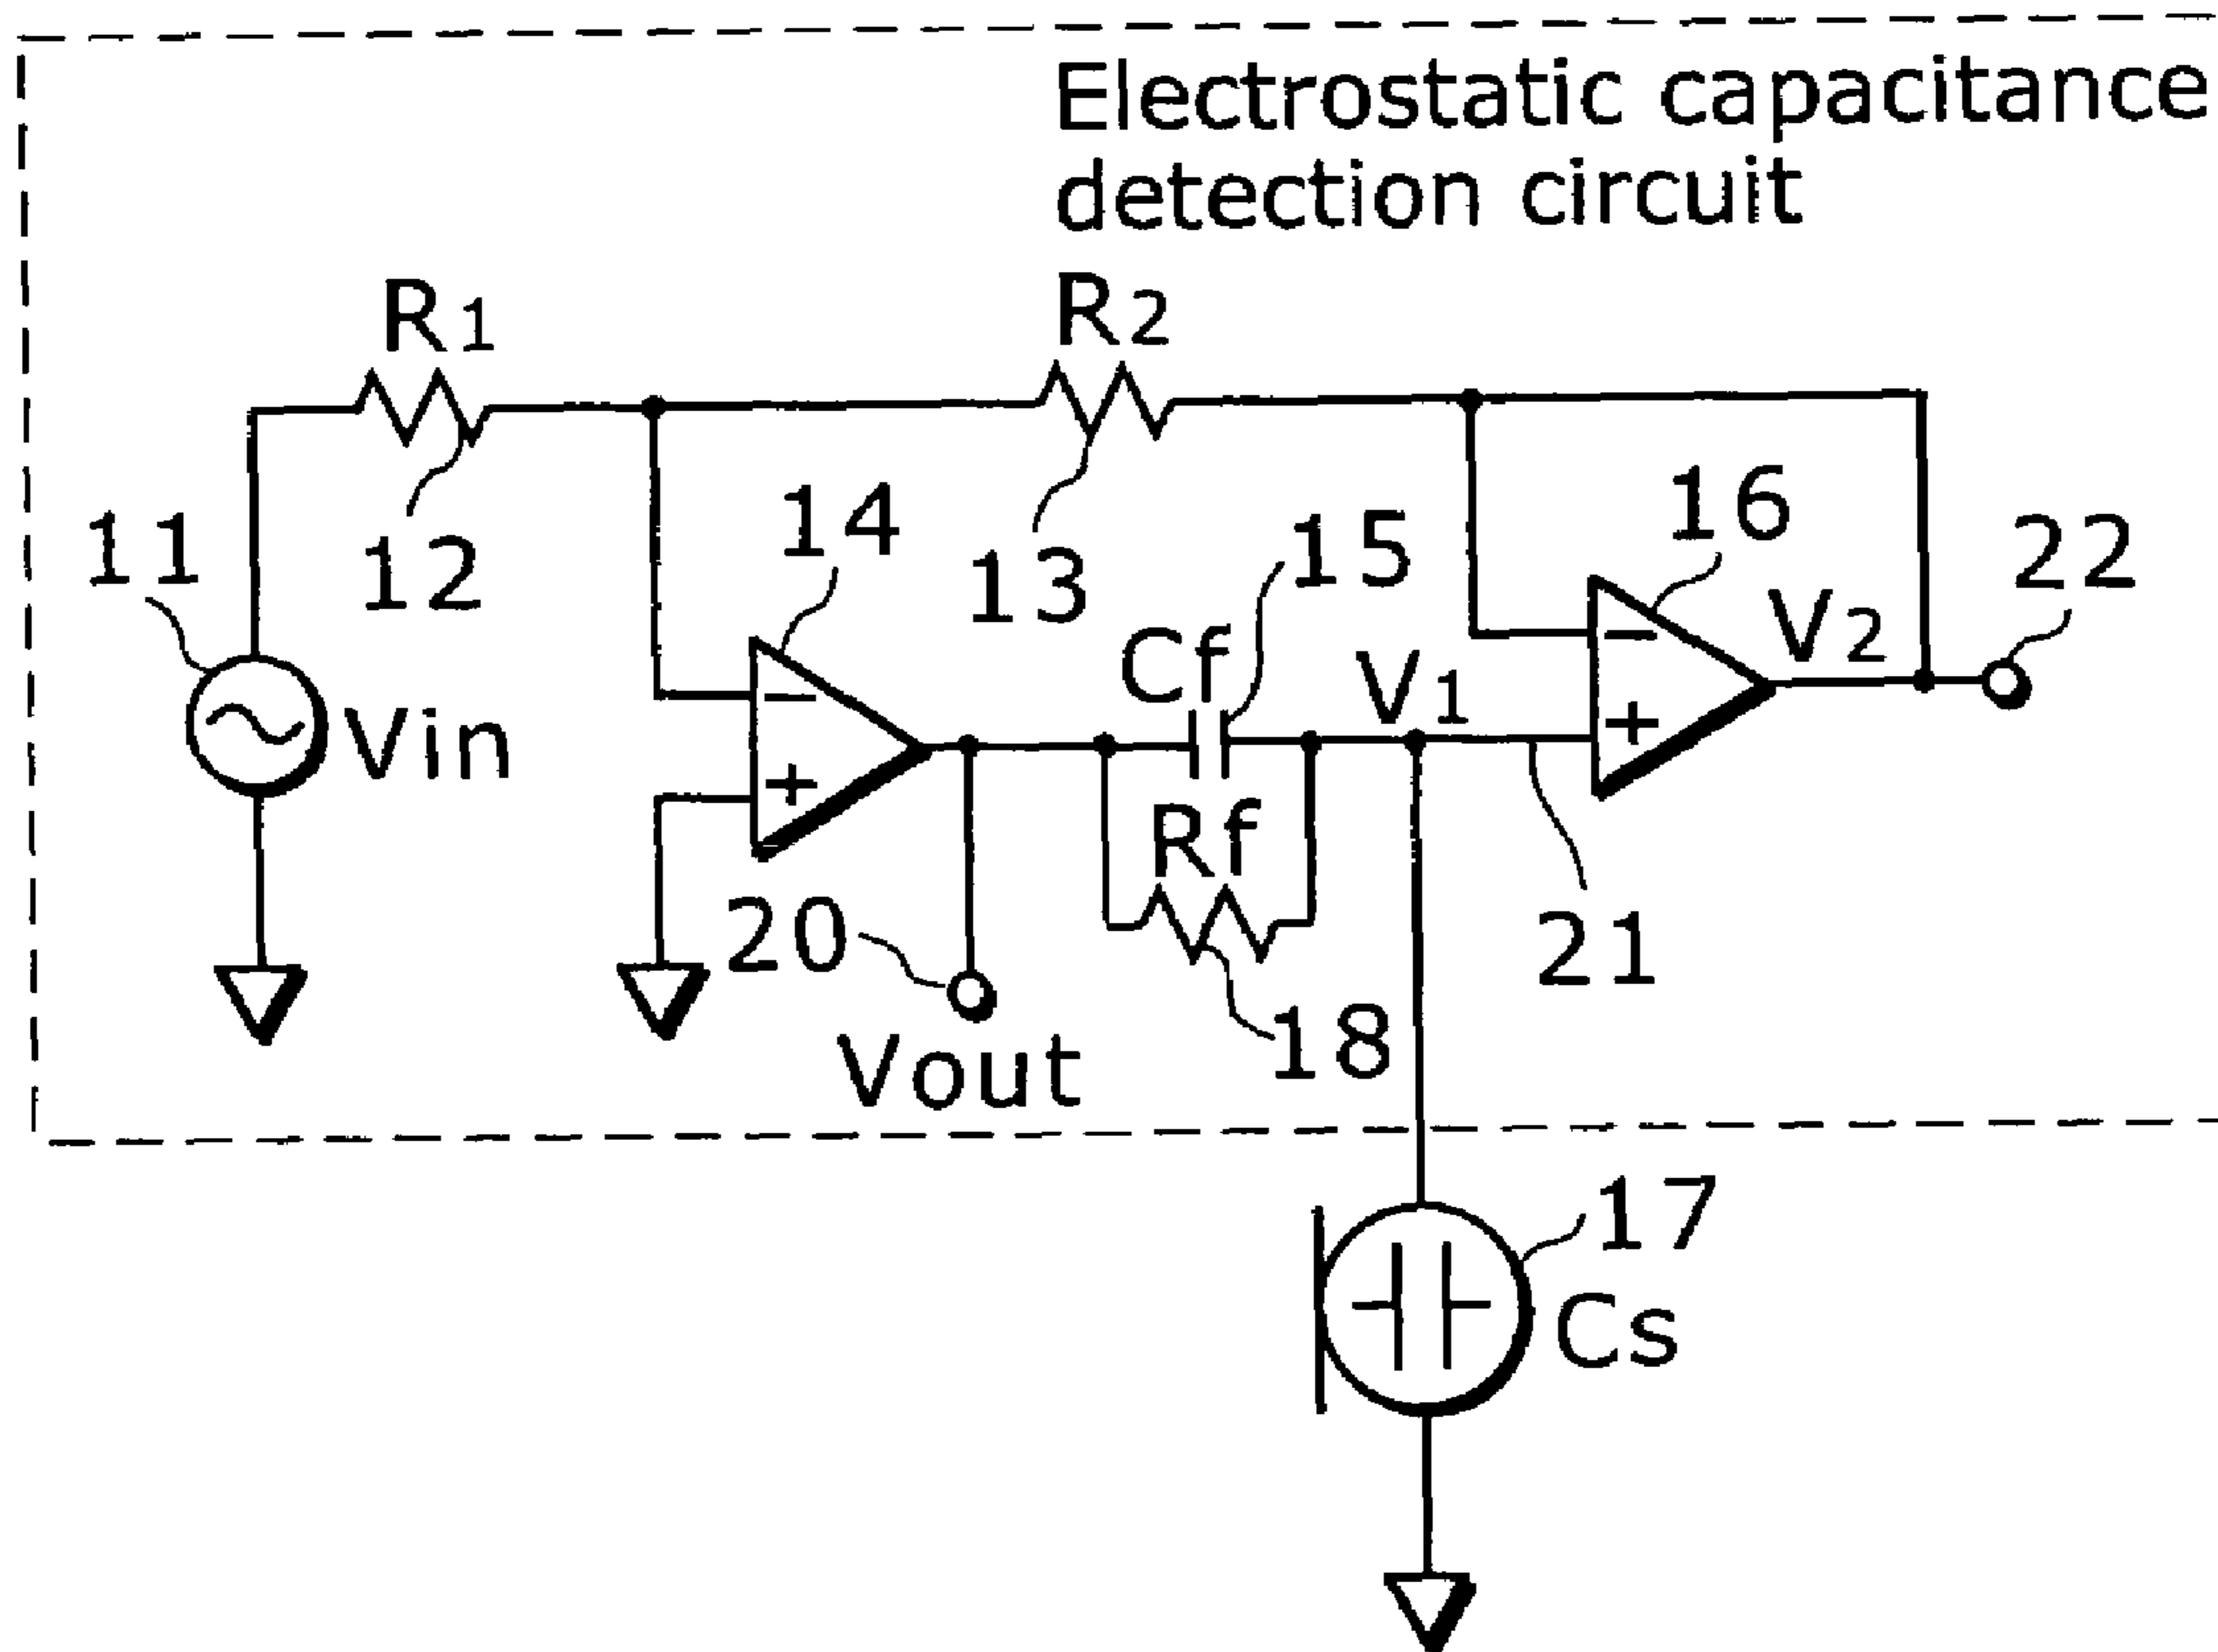 Electrostatic capacitance
detection circuit
R1
R2
14
16
11
12
13
15
22
Cf
V1
V2
Vin
Rf
20
21
18
Vout
17
Cs